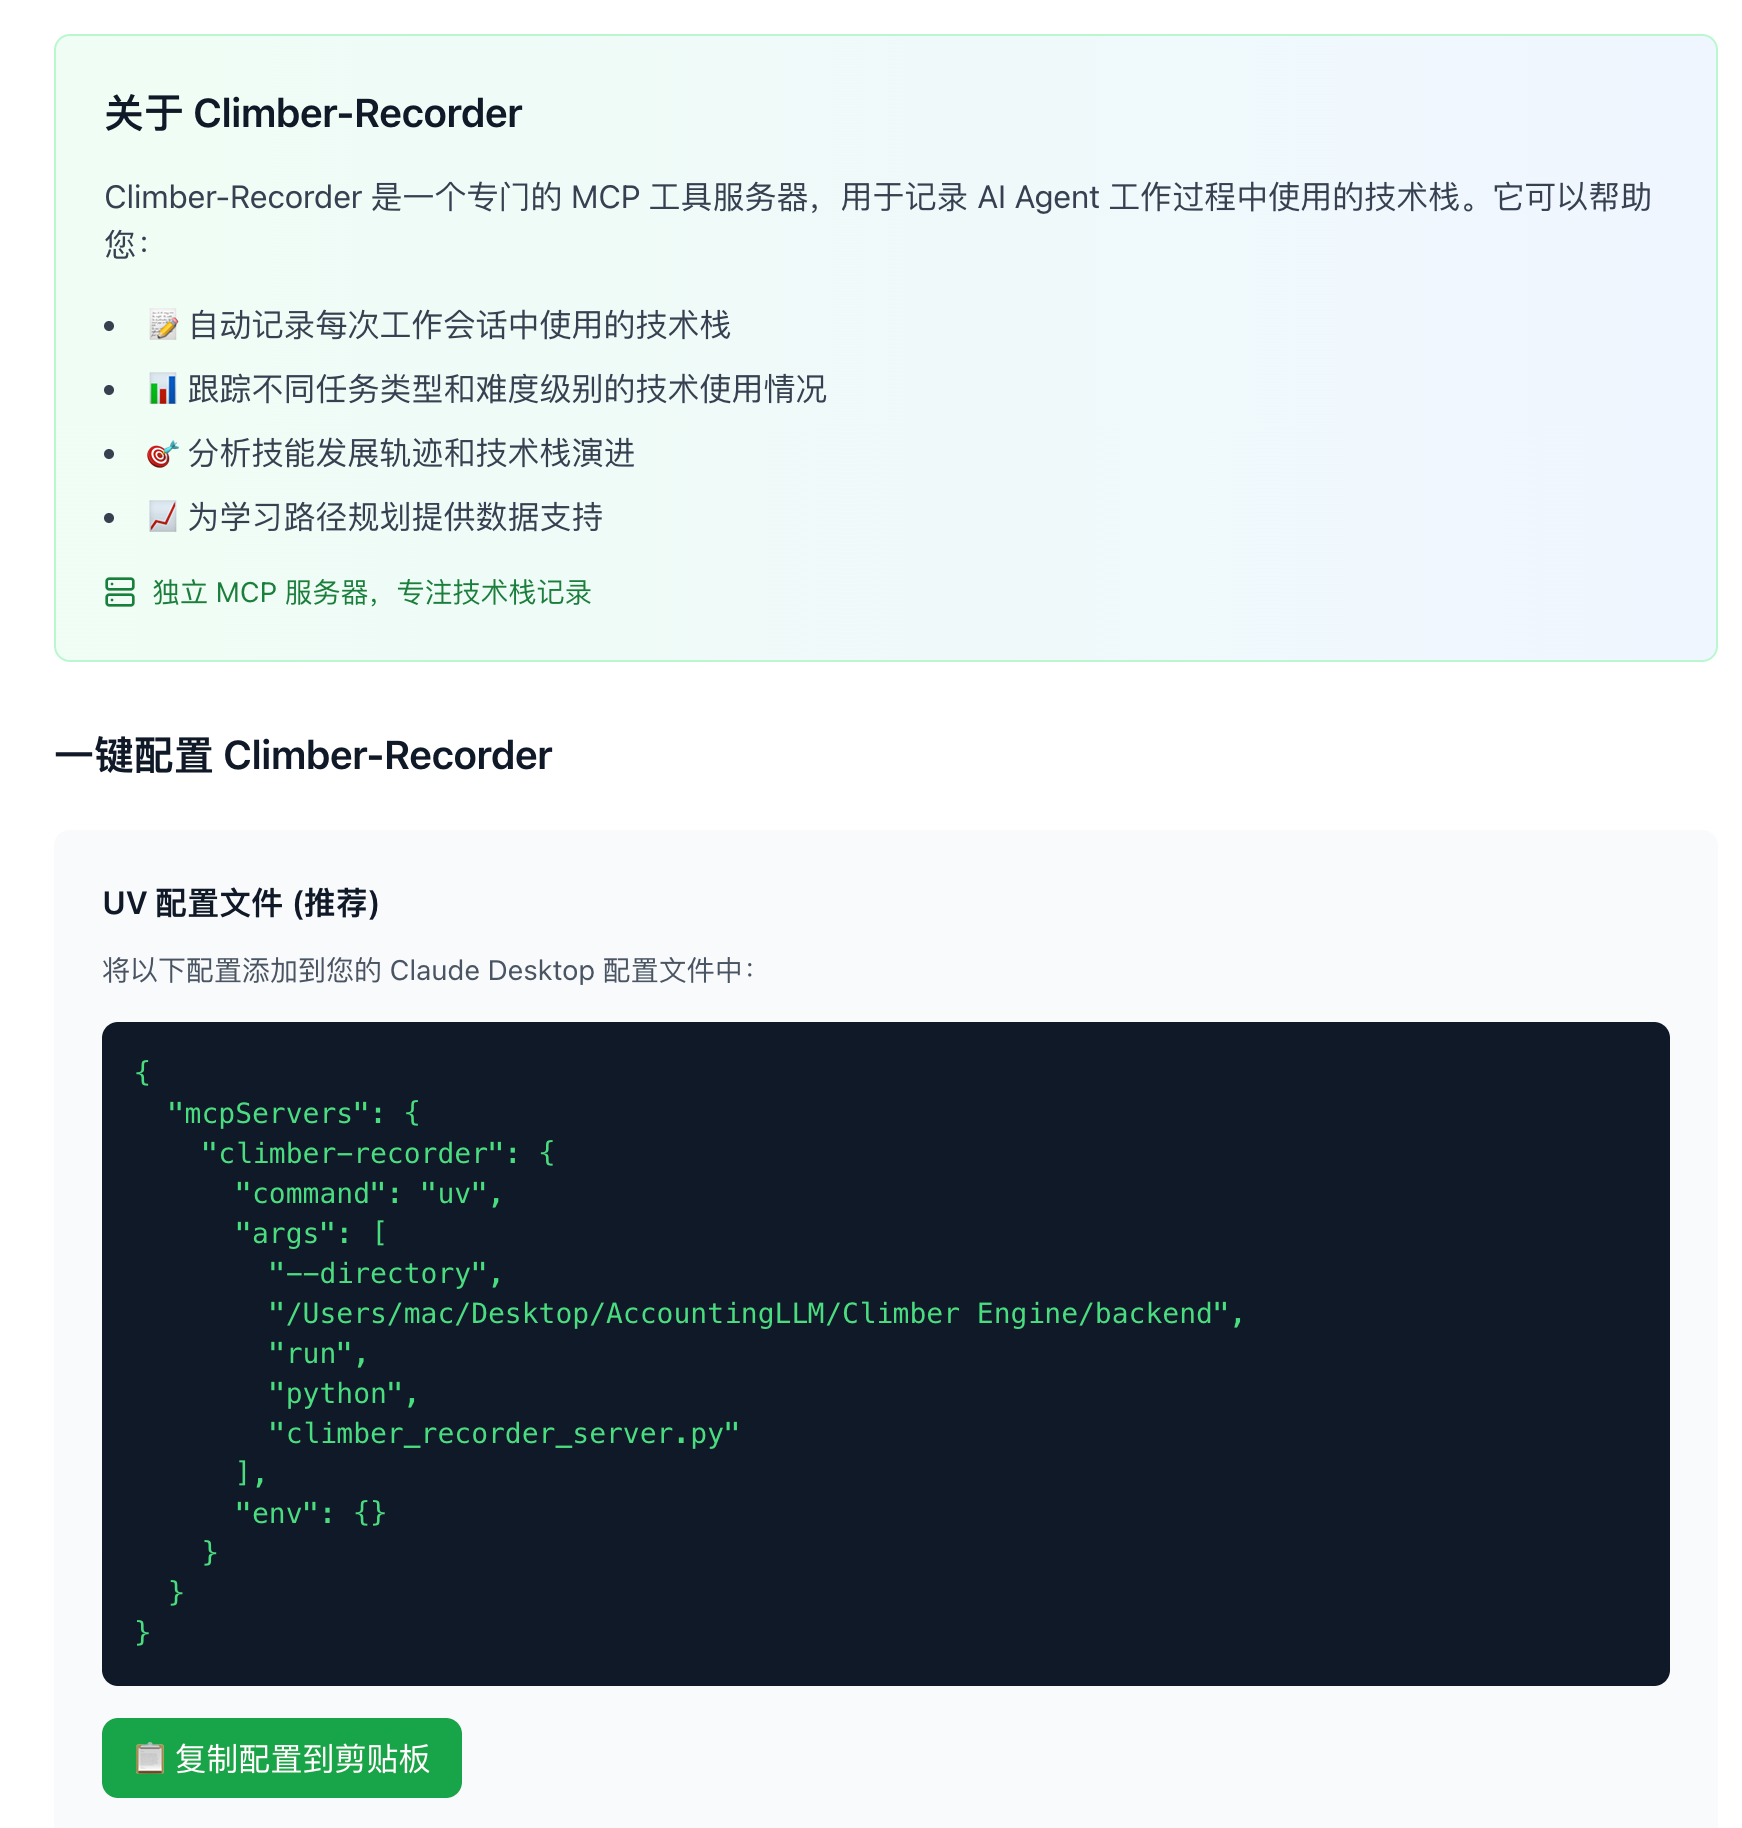 关于 Climber-Recorder
Climber-Recorder 是一个专门的 MCP 工具服务器，用于记录 AI Agent 工作过程中使用的技术栈。它可以帮助
您：
• 📝 自动记录每次工作会话中使用的技术栈
• 📊 跟踪不同任务类型和难度级别的技术使用情况
• 🎯 分析技能发展轨迹和技术栈演进
• 📈 为学习路径规划提供数据支持
独立 MCP 服务器，专注技术栈记录
一键配置 Climber-Recorder
UV 配置文件 (推荐)
将以下配置添加到您的 Claude Desktop 配置文件中：
{
  "mcpServers": {
    "climber-recorder": {
      "command": "uv",
      "args": [
        "--directory",
        "/Users/mac/Desktop/AccountingLLM/Climber Engine/backend",
        "run",
        "python",
        "climber_recorder_server.py"
      ],
      "env": {}
    }
  }
}
📋 复制配置到剪贴板